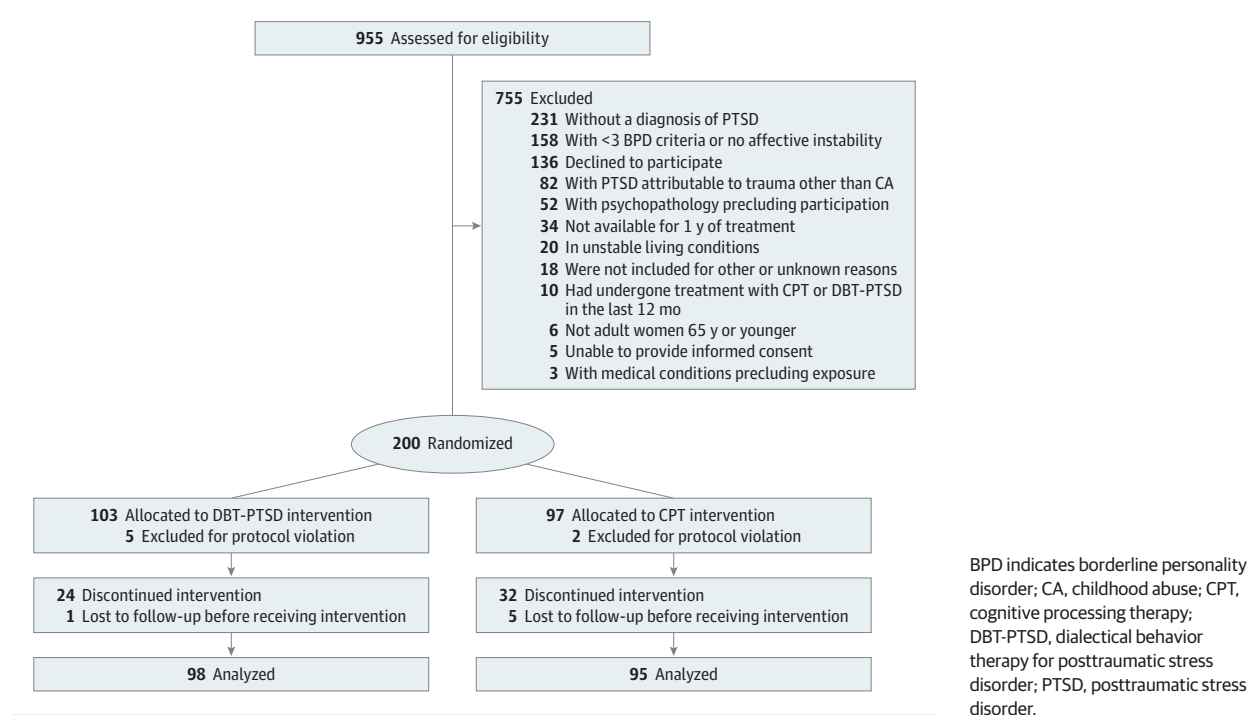 955 Assessed for eligibility
755 Excluded
231 Without a diagnosis of PTSD
158 With <3 BPD criteria or no affective instability
136 Declined to participate
82 With PTSD attributable to trauma other than CA
52 With psychopathology precluding participation
34 Not available for 1 y of treatment
20 In unstable living conditions
18 Were not included for other or unknown reasons
10 Had undergone treatment with CPT or DBT-PTSD
in the last 12 mo
6 Not adult women 65 y or younger
5 Unable to provide informed consent
3 With medical conditions precluding exposure
200 Randomized
103 Allocated to DBT-PTSD intervention
5 Excluded for protocol violation
97 Allocated to CPT intervention
2 Excluded for protocol violation
24 Discontinued intervention
1 Lost to follow-up before receiving intervention
32 Discontinued intervention
5 Lost to follow-up before receiving intervention
98 Analyzed
95 Analyzed
BPD indicates borderline personality
disorder; CA, childhood abuse; CPT,
cognitive processing therapy;
DBT-PTSD, dialectical behavior
therapy for posttraumatic stress
disorder; PTSD, posttraumatic stress
disorder.